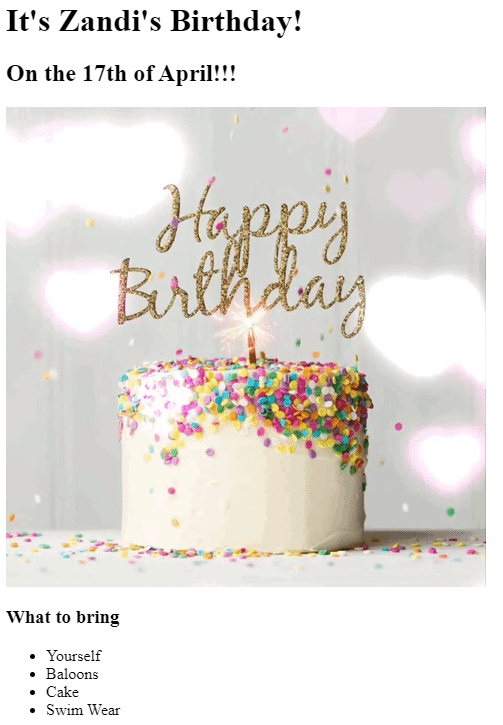 It's Zandi's Birthday!
On the 17th of April!!!
Happy
Birthday
What to bring
Yourself
Baloons
Cake
Swim Wear